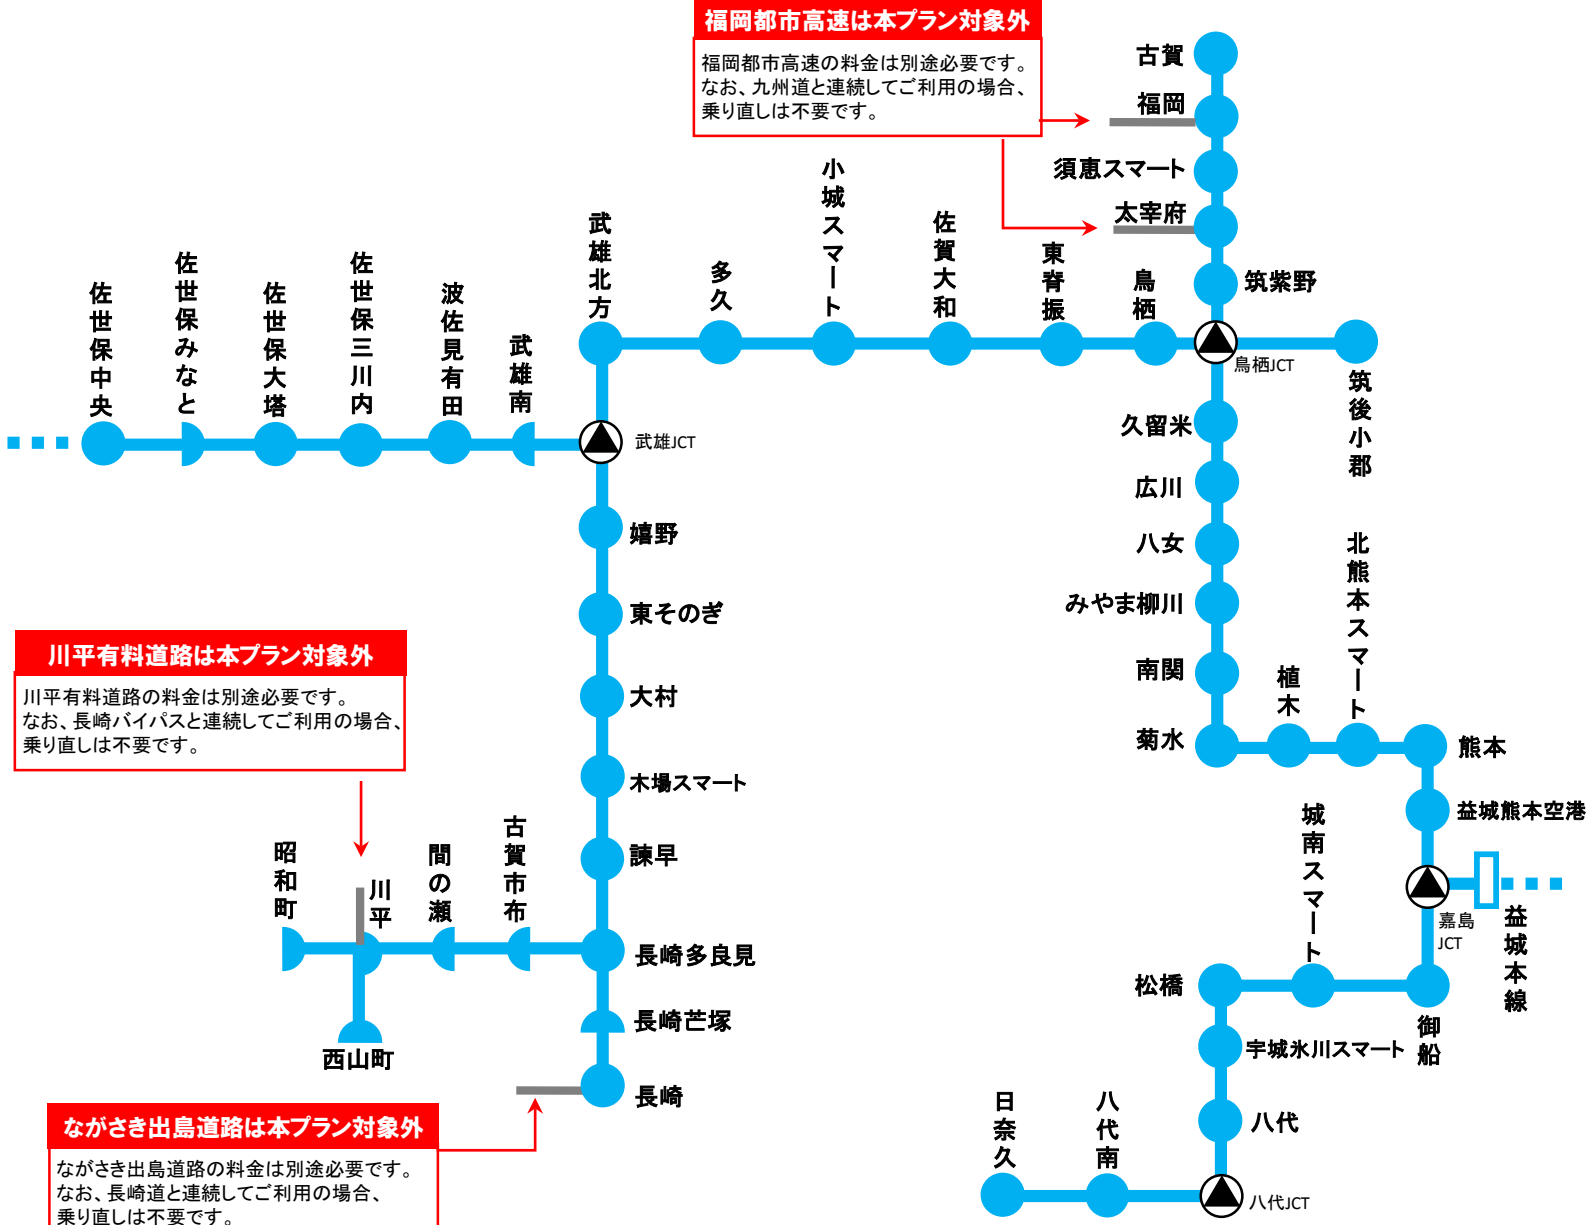 福岡都市高速は本プラン対象外
福岡都市高速の料金は別途必要です。
なお、九州道と連続してご利用の場合、
乗り直しは不要です。
古賀
福岡
須恵スマート
太宰府
筑紫野
鳥栖JCT
筑後小郡
鳥栖
東脊振
佐賀大和
小城スマート
多久
武雄北方
武雄JCT
武雄南
波佐見有田
佐世保三川内
佐世保大塔
佐世保みなと
佐世保中央
嬉野
東そのぎ
大村
木場スマート
諫早
長崎多良見
長崎芒塚
長崎
古賀市布
間の瀬
川平
昭和町
西山町
川平有料道路は本プラン対象外
川平有料道路の料金は別途必要です。
なお、長崎バイパスと連続してご利用の場合、
乗り直しは不要です。
ながさき出島道路は本プラン対象外
ながさき出島道路の料金は別途必要です。
なお、長崎道と連続してご利用の場合、
乗り直しは不要です。
久留米
広川
八女
みやま柳川
南関
菊水
植木
北熊本スマート
熊本
益城熊本空港
嘉島
JCT
益城本線
御船
城南スマート
松橋
宇城氷川スマート
八代
八代JCT
八代南
日奈久